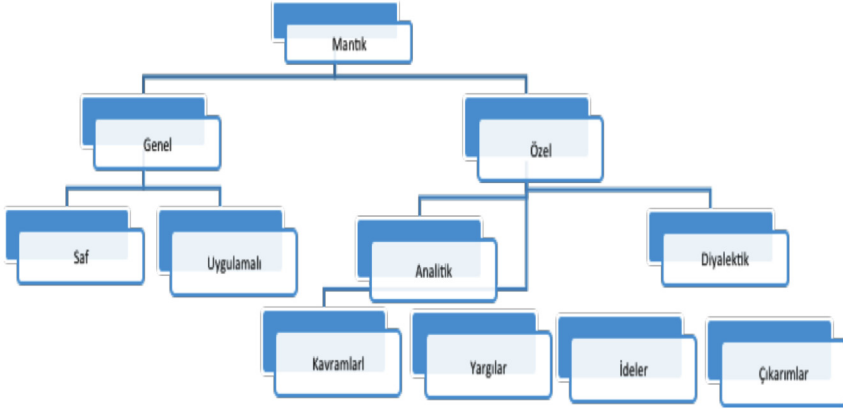 Mantık
Genel
Özel
Saf
Uygulamalı
Analitik
Diyalektik
Kavramlarl
Yargılar
İdeler
Çıkarımlar